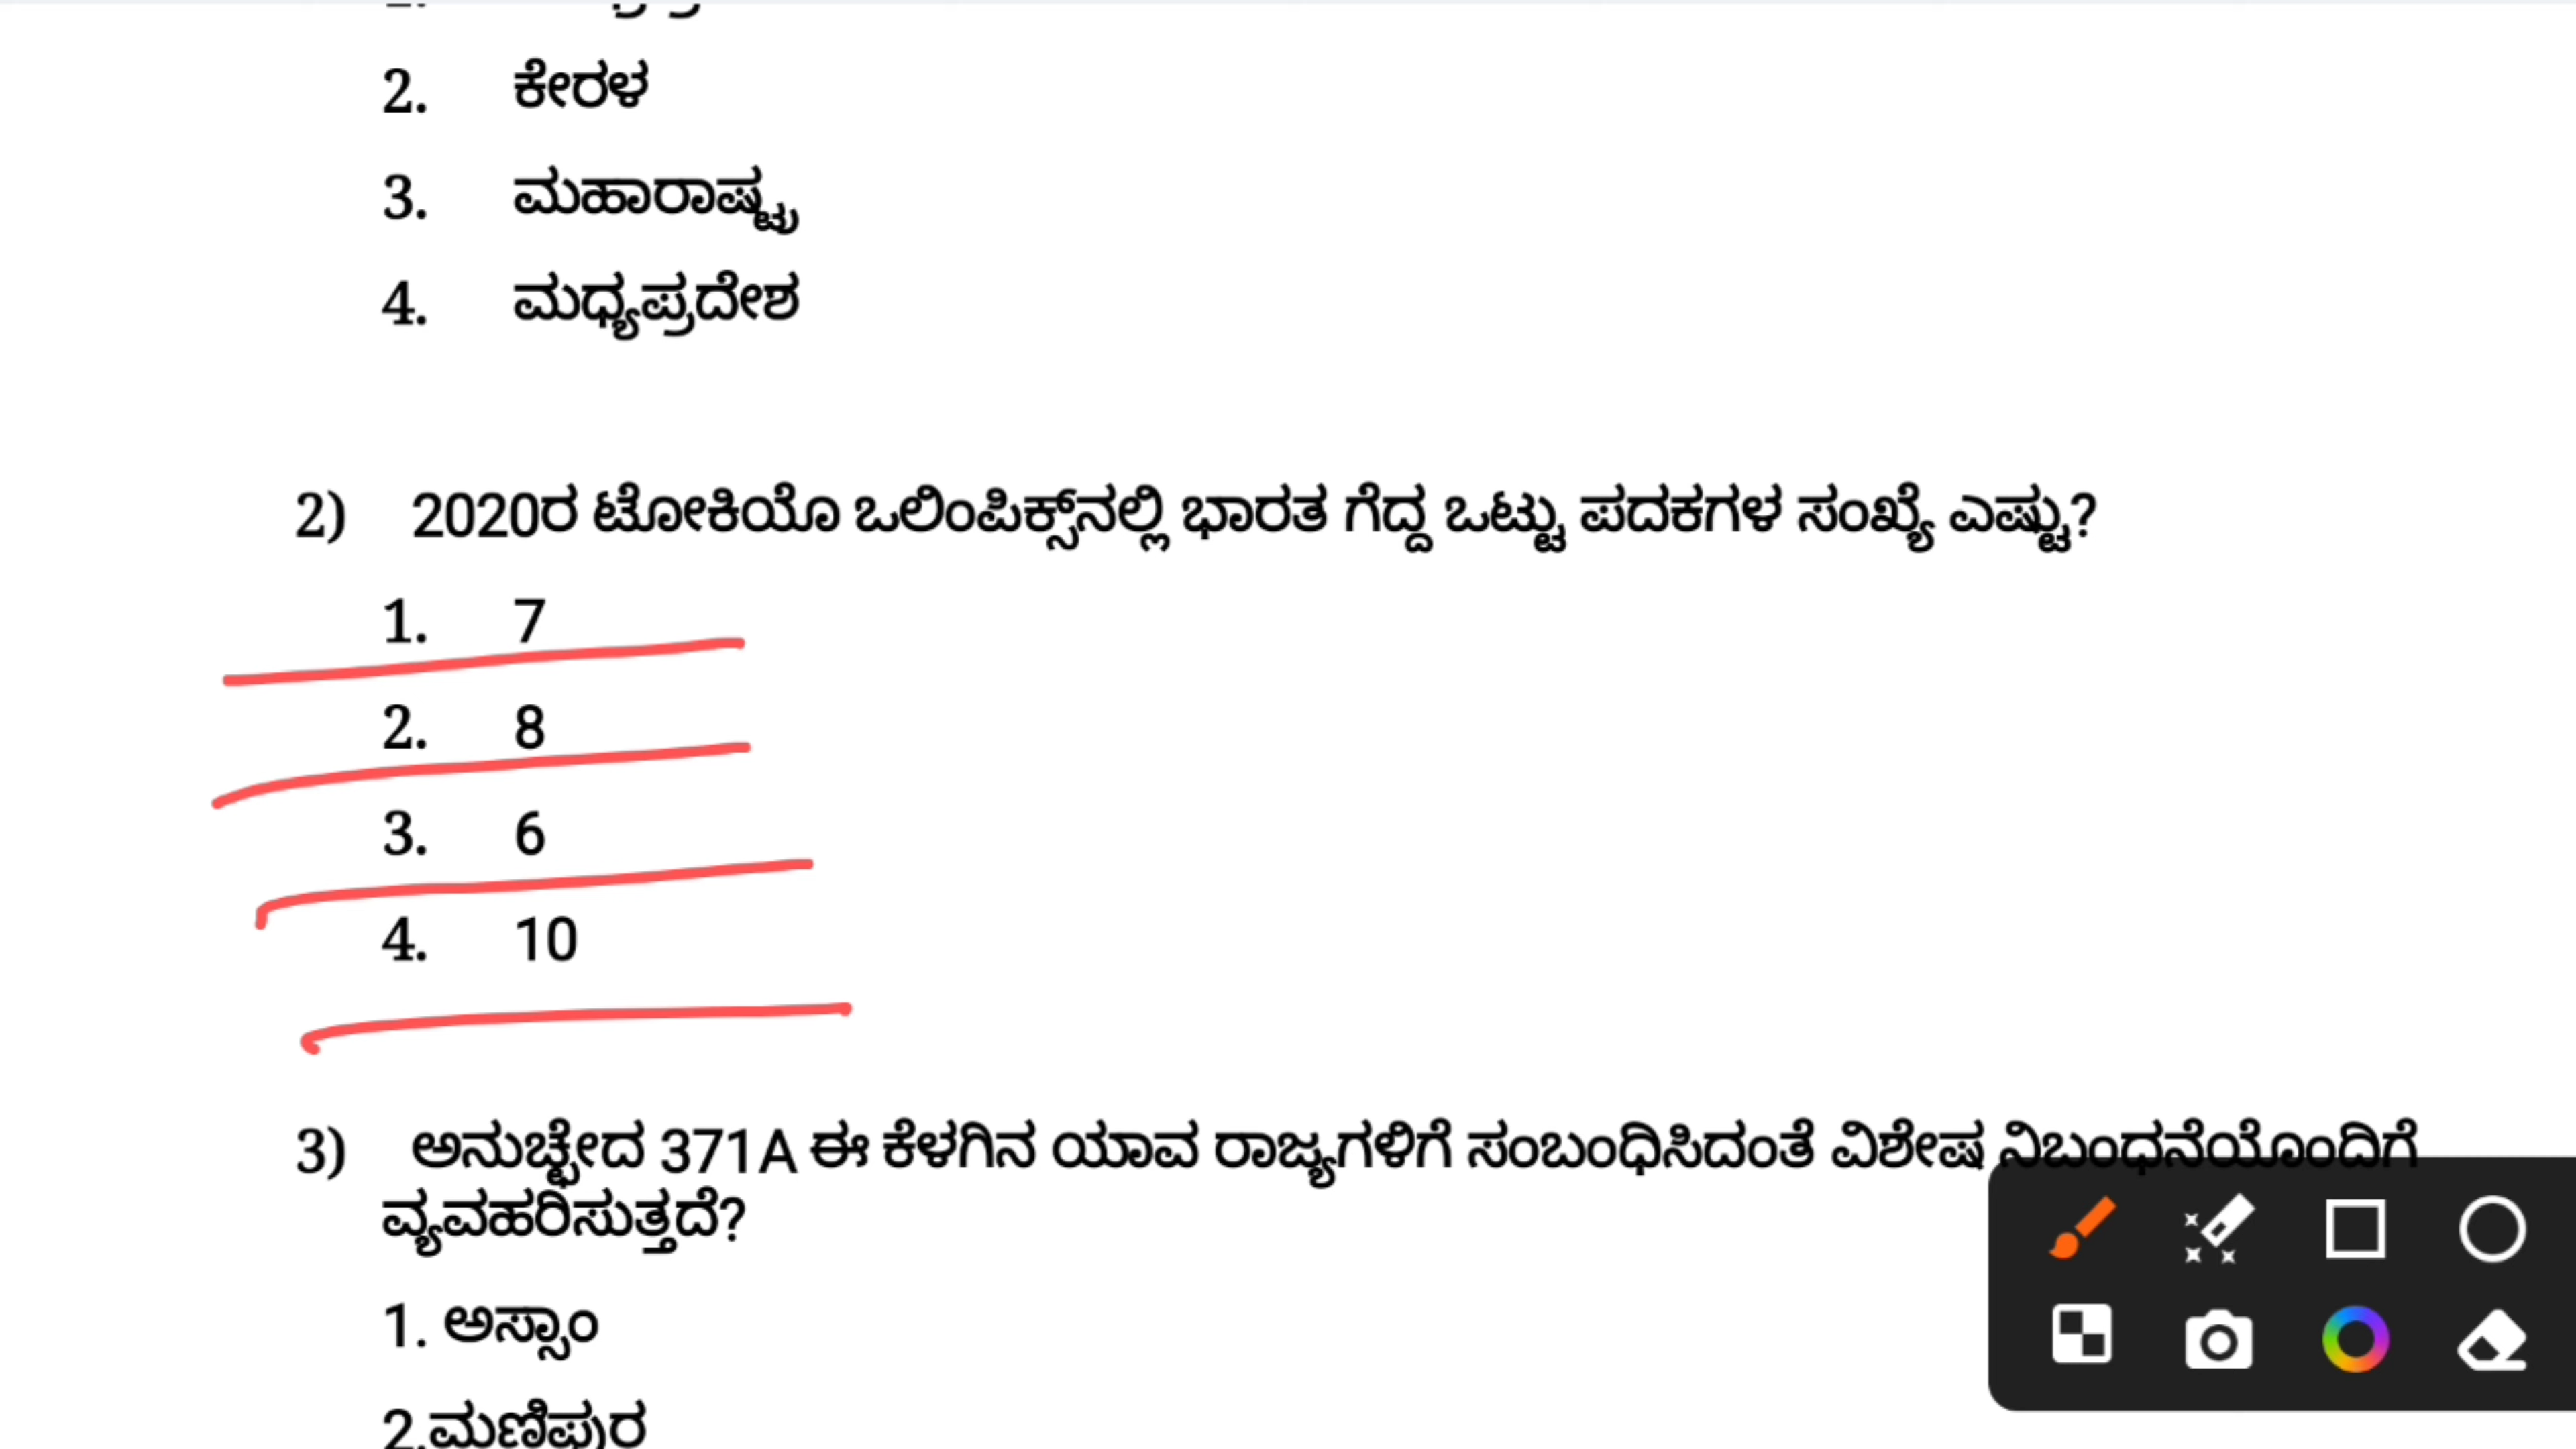 2. ಕೇರಳ
3. ಮಹಾರಾಷ್ಟ್ರ
4. ಮಧ್ಯಪ್ರದೇಶ
2) 2020ರ ಟೋಕಿಯೊ ಒಲಿಂಪಿಕ್ಸ್‌ನಲ್ಲಿ ಭಾರತ ಗೆದ್ದ ಒಟ್ಟು ಪದಕಗಳ ಸಂಖ್ಯೆ ಎಷ್ಟು?
1. 7
2. 8
3. 6
4. 10
3) ಅನುಚ್ಛೇದ 371A ಈ ಕೆಳಗಿನ ಯಾವ ರಾಜ್ಯಗಳಿಗೆ ಸಂಬಂಧಿಸಿದಂತೆ ವಿಶೇಷ ನಿಬಂಧನೆಯೊಂದಿಗೆ
ವ್ಯವಹರಿಸುತ್ತದೆ?
1. ಅಸ್ಸಾಂ
2.ಮಣಿಪುರ